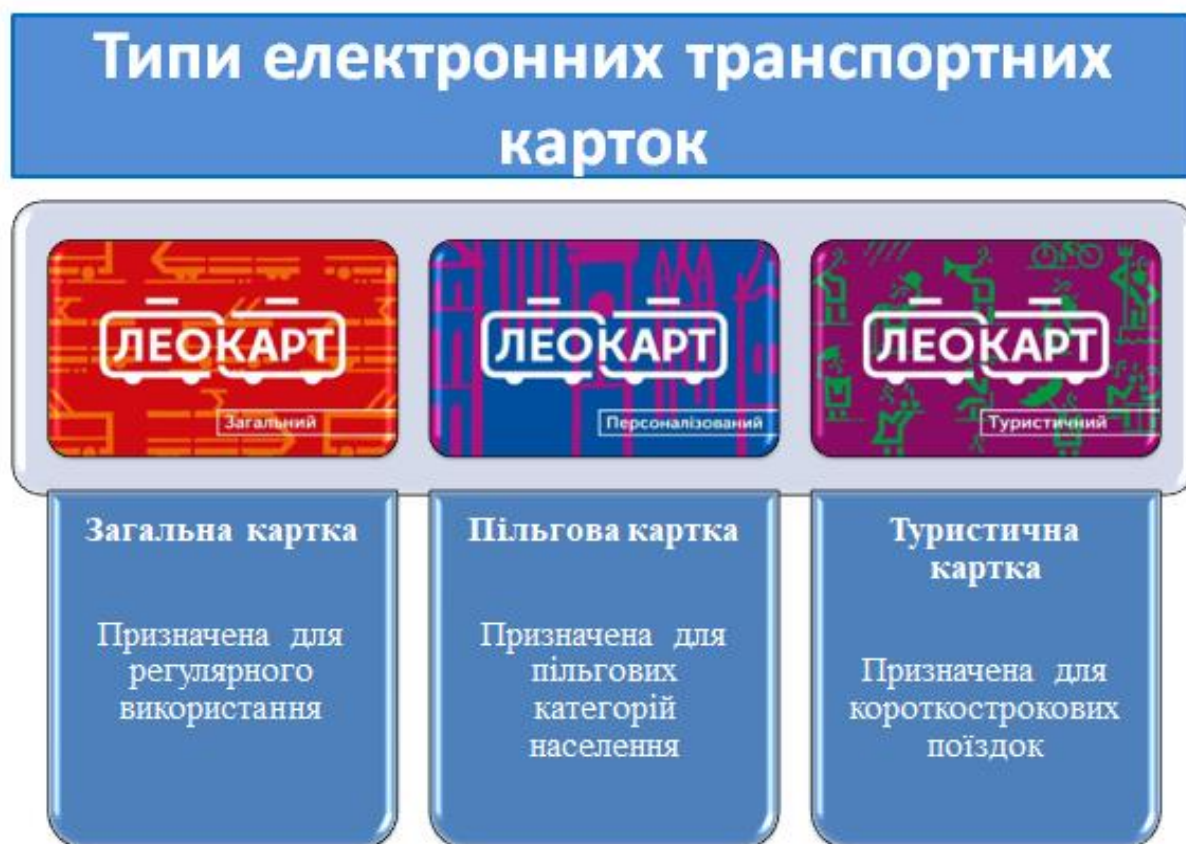 Типи електронних транспортних
карток
ЛЕОКАРТ
Загальний
ЛЕОКАРТ
Персоналізований
ЛЕОКАРТ
Туристичний
Загальна картка
Призначена для
регулярного
використання
Пільгова картка
Призначена для
пільгових
категорій
населення
Туристична
картка
Призначена для
короткострокових
поїздок